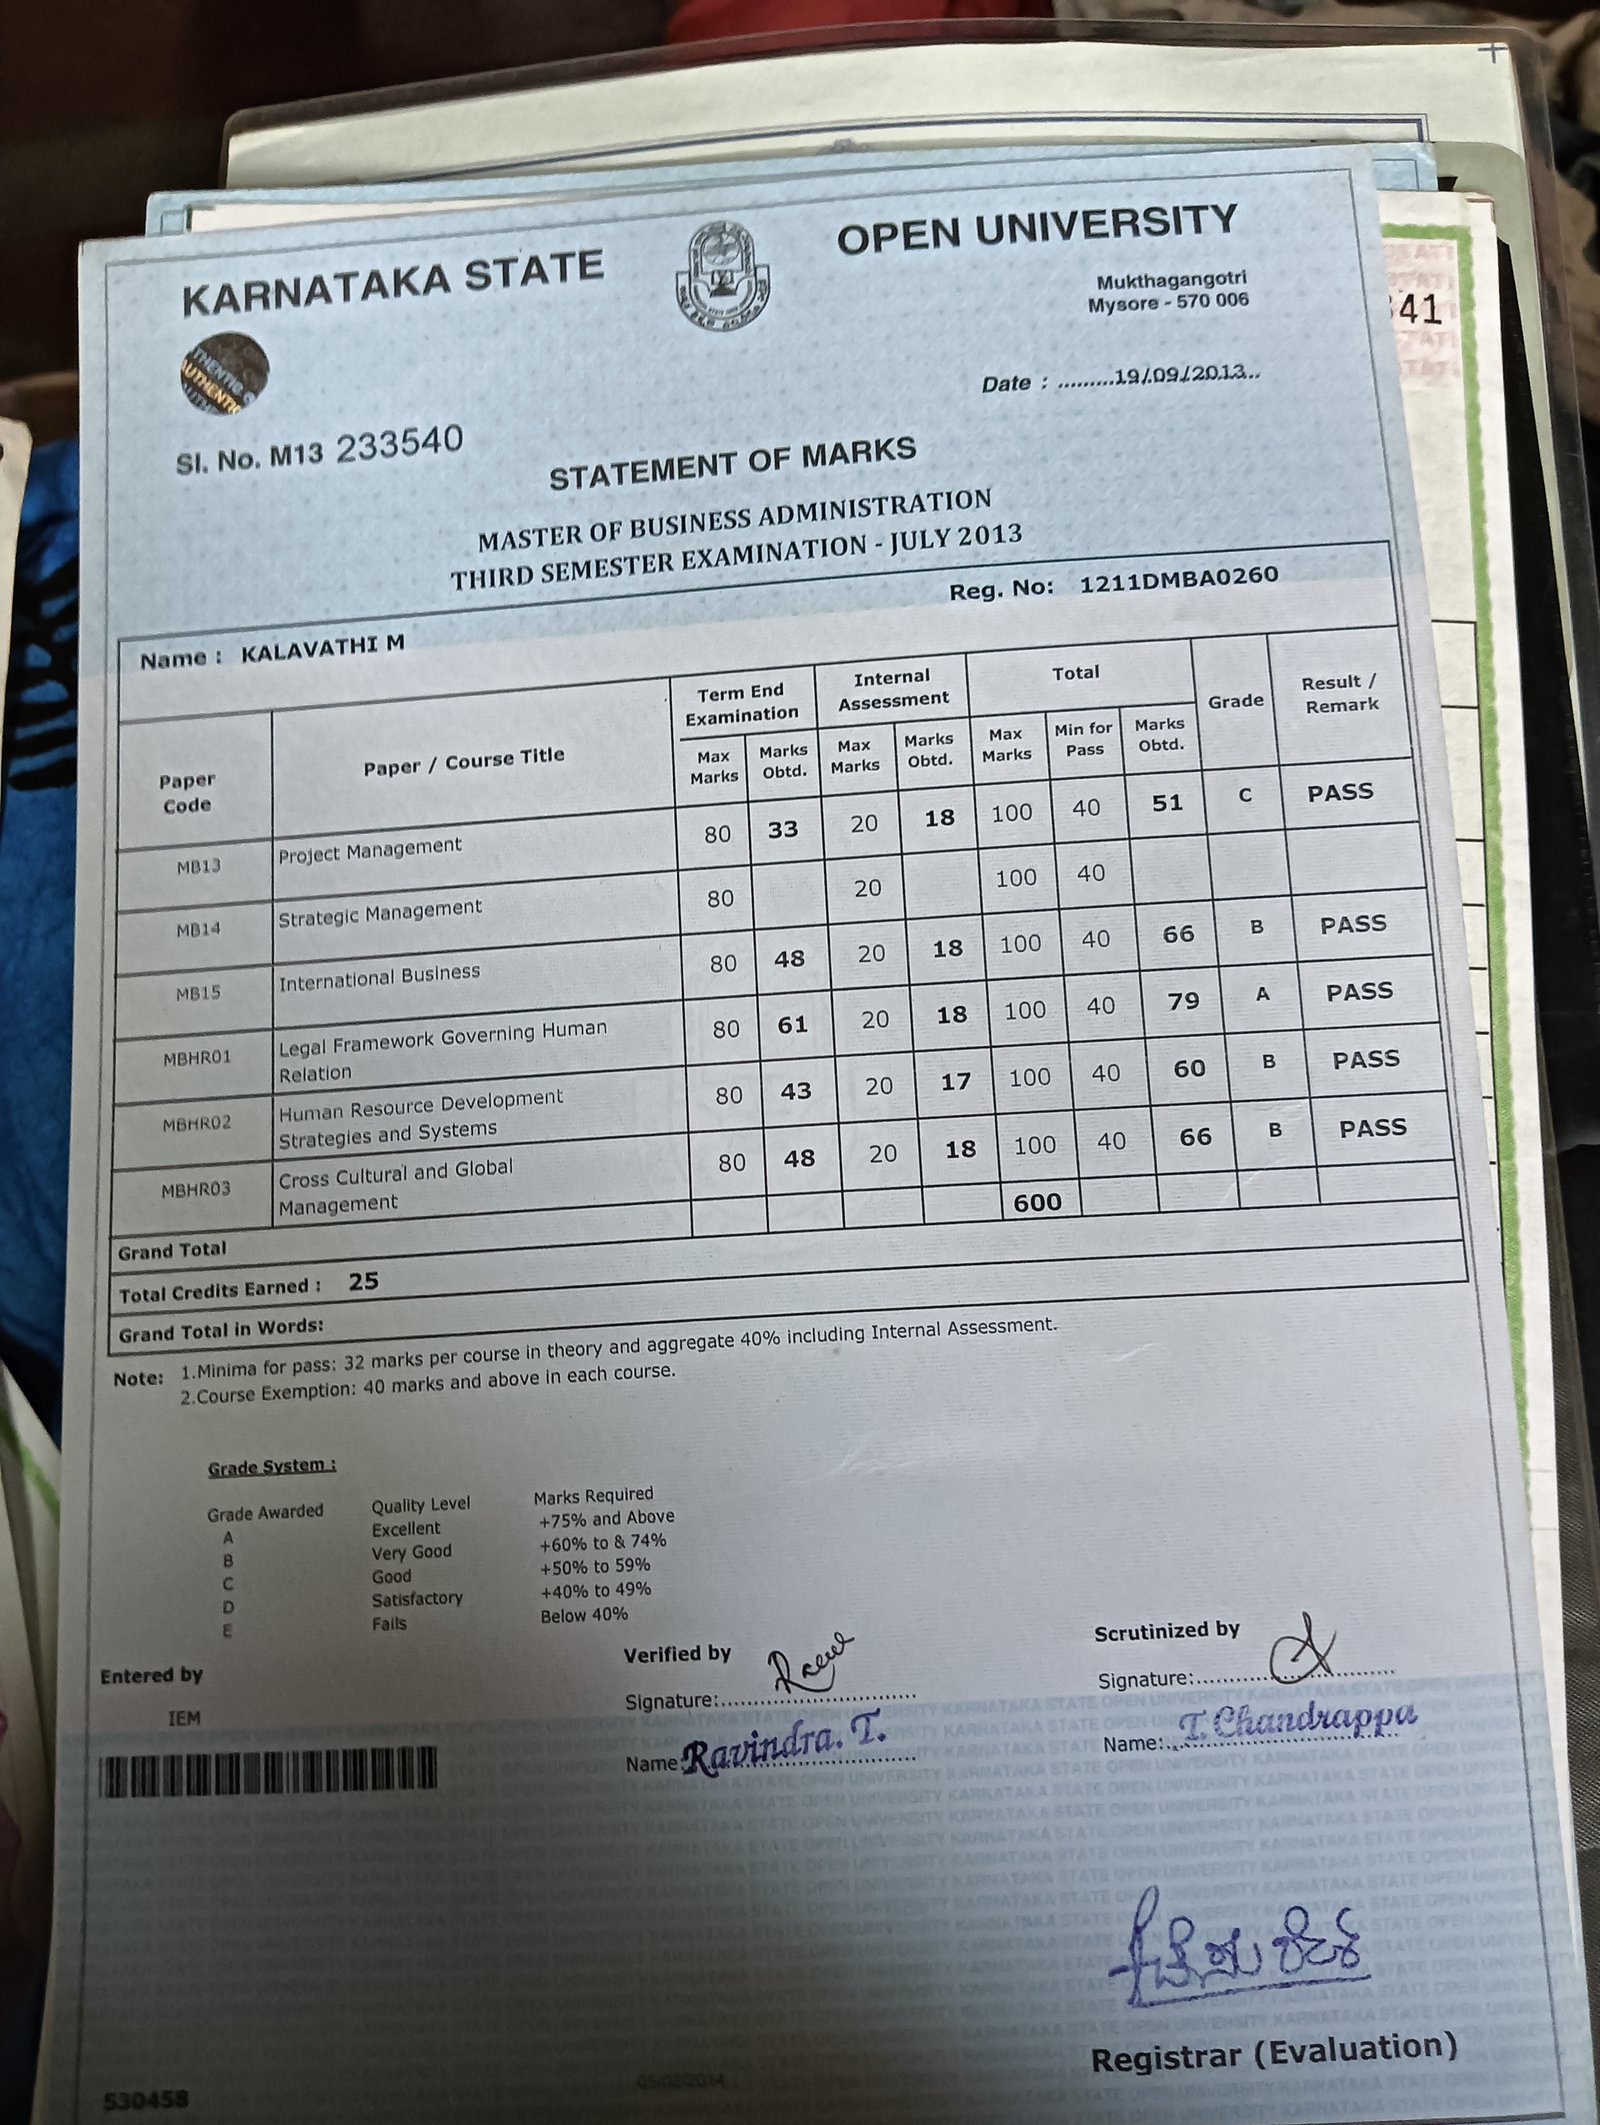 KARNATAKA STATE OPEN UNIVERSITY
Mukthagangotri
Mysore - 570 006
AUTHENTIC
Date : .........19/09/2013..
Sl. No. M13 233540
STATEMENT OF MARKS
MASTER OF BUSINESS ADMINISTRATION
THIRD SEMESTER EXAMINATION - JULY 2013
Reg. No: 1211DMBA0260
Name : KALAVATHI M
Paper Code Paper / Course Title Term End Examination Internal Assessment Total Grade Result / Remark
Max Marks Marks Obtd. Max Marks Marks Obtd. Max Marks Min for Pass Marks Obtd.
MB13 Project Management 80 33 20 18 100 40 51 C PASS
MB14 Strategic Management 80 20 100 40
MB15 International Business 80 48 20 18 100 40 66 B PASS
MBHR01 Legal Framework Governing Human Relation 80 61 20 18 100 40 79 A PASS
MBHR02 Human Resource Development Strategies and Systems 80 43 20 17 100 40 60 B PASS
MBHR03 Cross Cultural and Global Management 80 48 20 18 100 40 66 B PASS
Grand Total 600
Total Credits Earned : 25
Grand Total in Words:
Note: 1.Minima for pass: 32 marks per course in theory and aggregate 40% including Internal Assessment.
2.Course Exemption: 40 marks and above in each course.
Grade System :
Grade Awarded Quality Level Marks Required
A Excellent +75% and Above
B Very Good +60% to & 74%
C Good +50% to 59%
D Satisfactory +40% to 49%
E Fails Below 40%
Entered by Verified by Scrutinized by
Signature: Signature:
IEM
Name: Ravindra. T. Name: T. Chandrappa
Registrar (Evaluation)
530458
05/02/2014
41